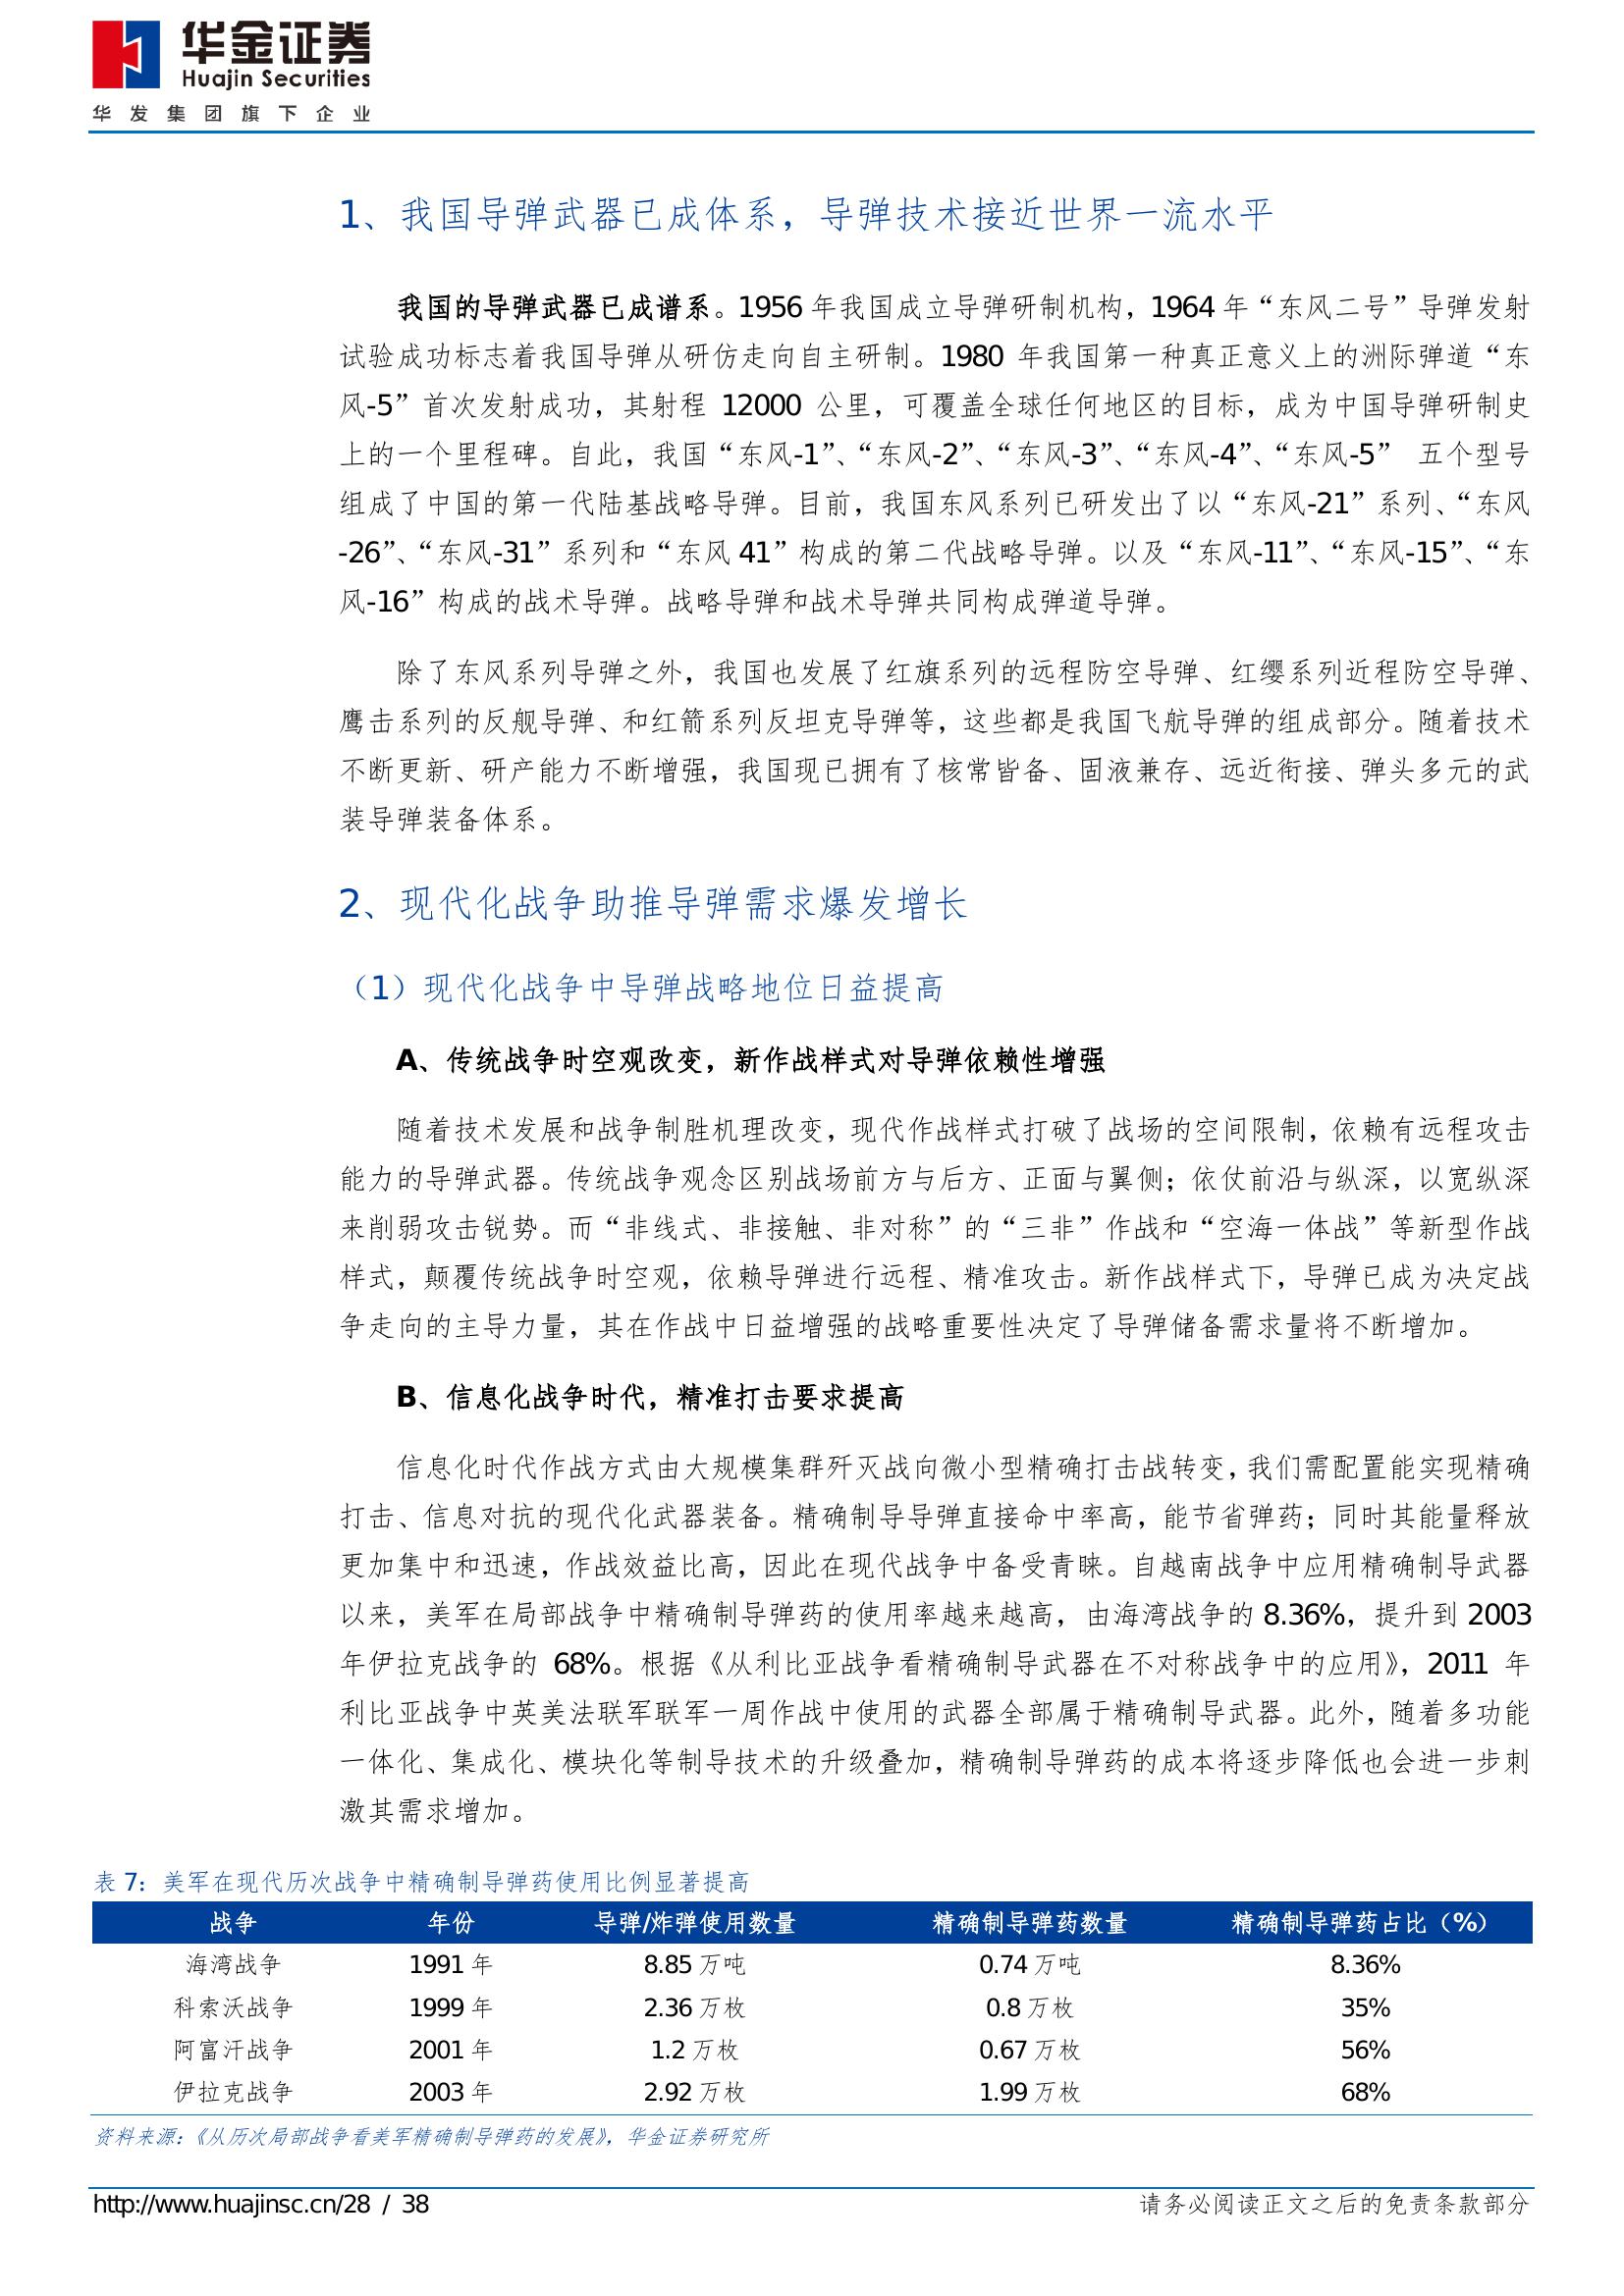 华金证券
Huajin Securities
华发集团旗下企业
1、我国导弹武器已成体系，导弹技术接近世界一流水平
我国的导弹武器已成谱系。1956 年我国成立导弹研制机构，1964 年“东风二号”导弹发射
试验成功标志着我国导弹从研仿走向自主研制。1980 年我国第一种真正意义上的洲际弹道“东
风-5”首次发射成功，其射程 12000 公里，可覆盖全球任何地区的目标，成为中国导弹研制史
上的一个里程碑。自此，我国“东风-1”、“东风-2”、“东风-3”、“东风-4”、“东风-5” 五个型号
组成了中国的第一代陆基战略导弹。目前，我国东风系列已研发出了以“东风-21”系列、“东风
-26”、“东风-31”系列和“东风 41”构成的第二代战略导弹。以及“东风-11”、“东风-15”、“东
风-16”构成的战术导弹。战略导弹和战术导弹共同构成弹道导弹。
除了东风系列导弹之外，我国也发展了红旗系列的远程防空导弹、红缨系列近程防空导弹、
鹰击系列的反舰导弹、和红箭系列反坦克导弹等，这些都是我国飞航导弹的组成部分。随着技术
不断更新、研产能力不断增强，我国现已拥有了核常皆备、固液兼存、远近衔接、弹头多元的武
装导弹装备体系。
2、现代化战争助推导弹需求爆发增长
（1）现代化战争中导弹战略地位日益提高
A、传统战争时空观改变，新作战样式对导弹依赖性增强
随着技术发展和战争制胜机理改变，现代作战样式打破了战场的空间限制，依赖有远程攻击
能力的导弹武器。传统战争观念区别战场前方与后方、正面与翼侧；依仗前沿与纵深，以宽纵深
来削弱攻击锐势。而“非线式、非接触、非对称”的“三非”作战和“空海一体战”等新型作战
样式，颠覆传统战争时空观，依赖导弹进行远程、精准攻击。新作战样式下，导弹已成为决定战
争走向的主导力量，其在作战中日益增强的战略重要性决定了导弹储备需求量将不断增加。
B、信息化战争时代，精准打击要求提高
信息化时代作战方式由大规模集群歼灭战向微小型精确打击战转变，我们需配置能实现精确
打击、信息对抗的现代化武器装备。精确制导导弹直接命中率高，能节省弹药；同时其能量释放
更加集中和迅速，作战效益比高，因此在现代战争中备受青睐。自越南战争中应用精确制导武器
以来，美军在局部战争中精确制导弹药的使用率越来越高，由海湾战争的 8.36%，提升到 2003
年伊拉克战争的 68%。根据《从利比亚战争看精确制导武器在不对称战争中的应用》，2011 年
利比亚战争中英美法联军联军一周作战中使用的武器全部属于精确制导武器。此外，随着多功能
一体化、集成化、模块化等制导技术的升级叠加，精确制导弹药的成本将逐步降低也会进一步刺
激其需求增加。
表 7：美军在现代历次战争中精确制导弹药使用比例显著提高
战争 年份 导弹/炸弹使用数量 精确制导弹药数量 精确制导弹药占比（%）
海湾战争 1991 年 8.85 万吨 0.74 万吨 8.36%
科索沃战争 1999 年 2.36 万枚 0.8 万枚 35%
阿富汗战争 2001 年 1.2 万枚 0.67 万枚 56%
伊拉克战争 2003 年 2.92 万枚 1.99 万枚 68%
资料来源：《从历次局部战争看美军精确制导弹药的发展》，华金证券研究所
http://www.huajinsc.cn/28 / 38 请务必阅读正文之后的免责条款部分